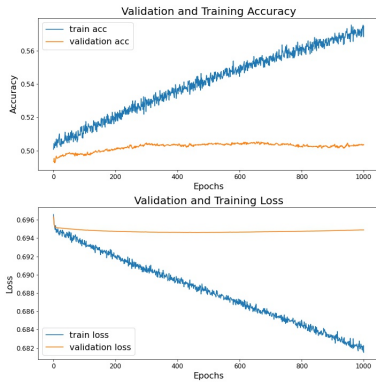 Validation and Training Accuracy
train acc
validation acc
0.56
0.54
0.52
0.50
Accuracy
0
200
400
600
800
1000
Epochs
Validation and Training Loss
0.696
0.694
0.692
0.690
0.688
0.686
0.684
0.682
Loss
train loss
validation loss
0
200
400
600
800
1000
Epochs